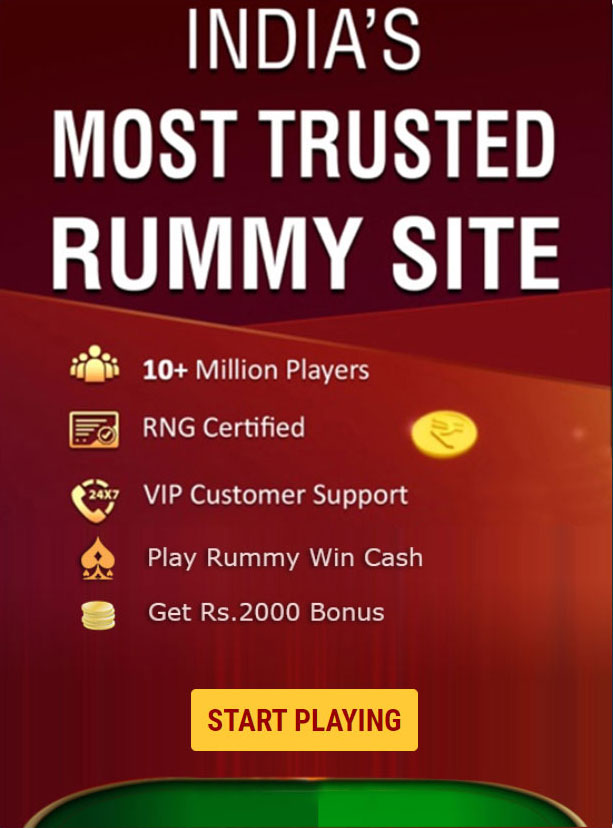 INDIA'S
MOST TRUSTED
RUMMY SITE
10+ Million Players
RNG Certified
24X7
VIP Customer Support
Play Rummy Win Cash
Get Rs.2000 Bonus
START PLAYING